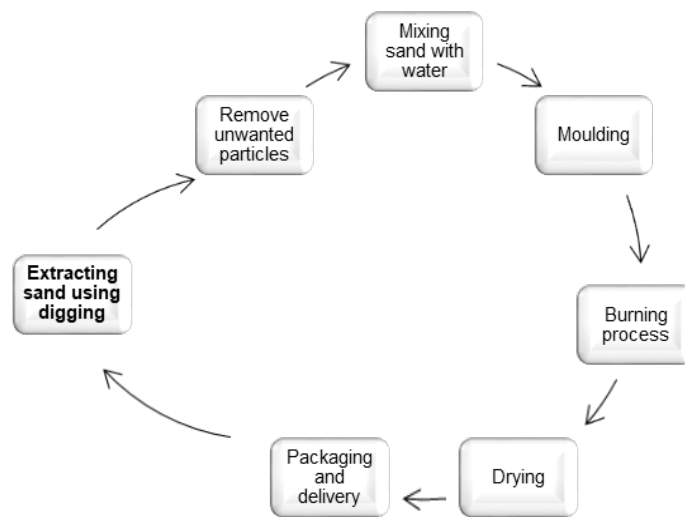 Mixing
sand with
water
Remove
unwanted
particles
Moulding
Extracting
sand using
digging
Burning
process
Packaging
and
delivery
Drying